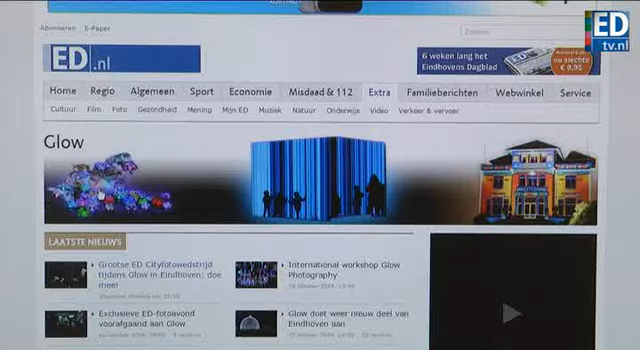 Abonneren E-Paper
ED.nl
6 weken lang het
Eindhovens Dagblad
nu slechts
€ 9,95
ED
tv.nl
Home Regio Algemeen Sport Economie Misdaad & 112 Extra Familieberichten Webwinkel Service
Cultuur Film Foto Gezondheid Mening Mijn ED Muziek Natuur Onderwijs Video Verkeer & vervoer
Glow
LAATSTE NIEUWS
Grootse ED Cityfotowedstrijd
tijdens Glow in Eindhoven: doe
mee!
International workshop Glow
Photography
Exclusieve ED-fotoavond
voorafgaand aan Glow
Glow doet weer nieuw deel van
Eindhoven aan